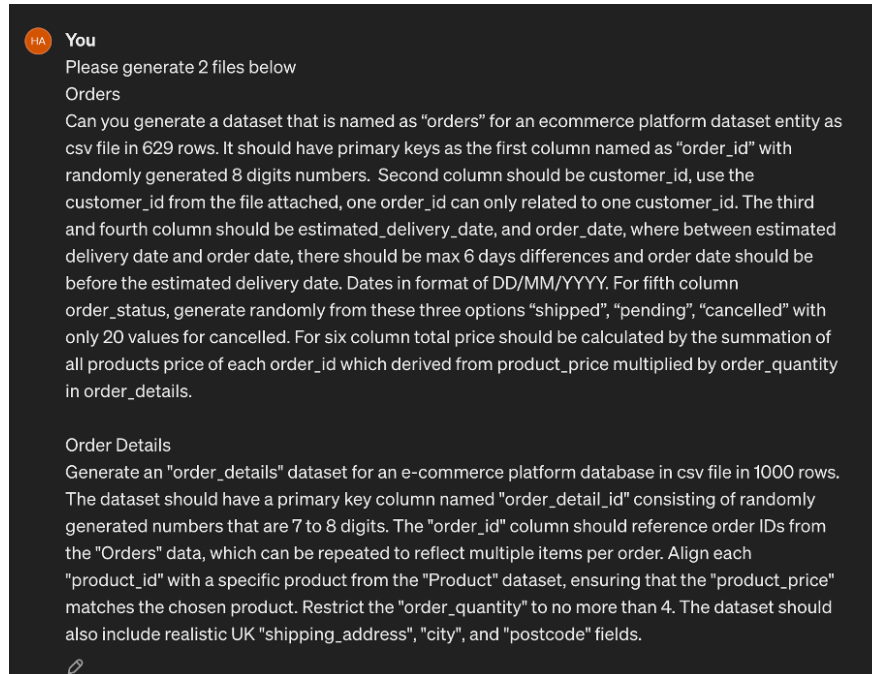 HA You
Please generate 2 files below
Orders
Can you generate a dataset that is named as “orders” for an ecommerce platform dataset entity as
csv file in 629 rows. It should have primary keys as the first column named as “order_id” with
randomly generated 8 digits numbers.  Second column should be customer_id, use the
customer_id from the file attached, one order_id can only related to one customer_id. The third
and fourth column should be estimated_delivery_date, and order_date, where between estimated
delivery date and order date, there should be max 6 days differences and order date should be
before the estimated delivery date. Dates in format of DD/MM/YYYY. For fifth column
order_status, generate randomly from these three options “shipped”, “pending”, “cancelled” with
only 20 values for cancelled. For six column total price should be calculated by the summation of
all products price of each order_id which derived from product_price multiplied by order_quantity
in order_details.
Order Details
Generate an "order_details" dataset for an e-commerce platform database in csv file in 1000 rows.
The dataset should have a primary key column named "order_detail_id" consisting of randomly
generated numbers that are 7 to 8 digits. The "order_id" column should reference order IDs from
the "Orders" data, which can be repeated to reflect multiple items per order. Align each
"product_id" with a specific product from the "Product" dataset, ensuring that the "product_price"
matches the chosen product. Restrict the "order_quantity" to no more than 4. The dataset should
also include realistic UK "shipping_address", "city", and "postcode" fields.